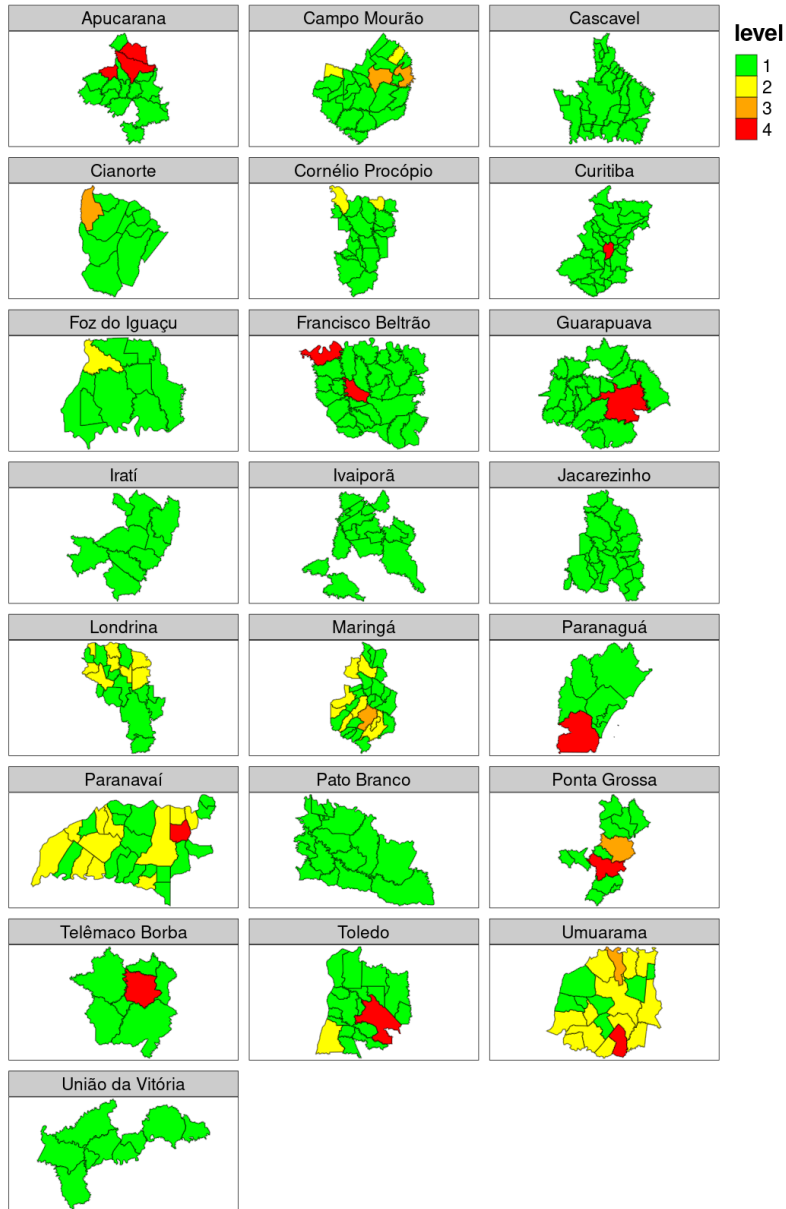 Apucarana
Campo Mourão
Cascavel
level
1
2
3
4
Cianorte
Cornélio Procópio
Curitiba
Foz do Iguaçu
Francisco Beltrão
Guarapuava
Iratí
Ivaiporã
Jacarezinho
Londrina
Maringá
Paranaguá
Paranavaí
Pato Branco
Ponta Grossa
Telêmaco Borba
Toledo
Umuarama
União da Vitória